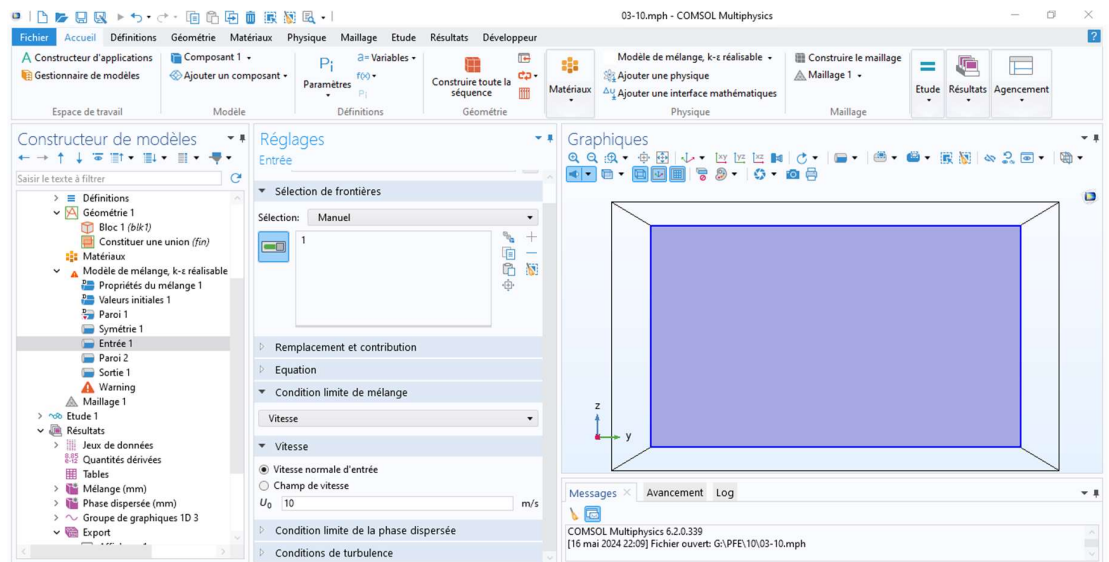 03-10.mph - COMSOL Multiphysics
Fichier Accueil Définitions Géométrie Matériaux Physique Maillage Etude Résultats Développeur
A Constructeur d'applications
Gestionnaire de modèles
Espace de travail
Composant 1
Ajouter un composant
Modèle
Pi
Paramètres
a= Variables
f(x)
Pi
Définitions
Construire toute la
séquence
Géométrie
Matériaux
Modèle de mélange, k-ε réalisable
Ajouter une physique
Δu Ajouter une interface mathématiques
Physique
Construire le maillage
Maillage 1
Maillage
Etude
Résultats
Agencement
Constructeur de modèles
Saisir le texte à filtrer
Définitions
Géométrie 1
Bloc 1 (blk1)
Constituer une union (fin)
Matériaux
Modèle de mélange, k-ε réalisable
Propriétés du mélange 1
Valeurs initiales 1
Paroi 1
Symétrie 1
Entrée 1
Paroi 2
Sortie 1
Warning
Maillage 1
Etude 1
Résultats
Jeux de données
Quantités dérivées
Tables
Mélange (mm)
Phase dispersée (mm)
Groupe de graphiques 1D 3
Export
Réglages
Entrée
Sélection de frontières
Sélection: Manuel
1
Remplacement et contribution
Equation
Condition limite de mélange
Vitesse
Vitesse
Vitesse normale d'entrée
Champ de vitesse
U0 10 m/s
Condition limite de la phase dispersée
Conditions de turbulence
Graphiques
xy yz xz
z
y
Messages Avancement Log
COMSOL Multiphysics 6.2.0.339
[16 mai 2024 22:09] Fichier ouvert: G:\PFE\10\03-10.mph